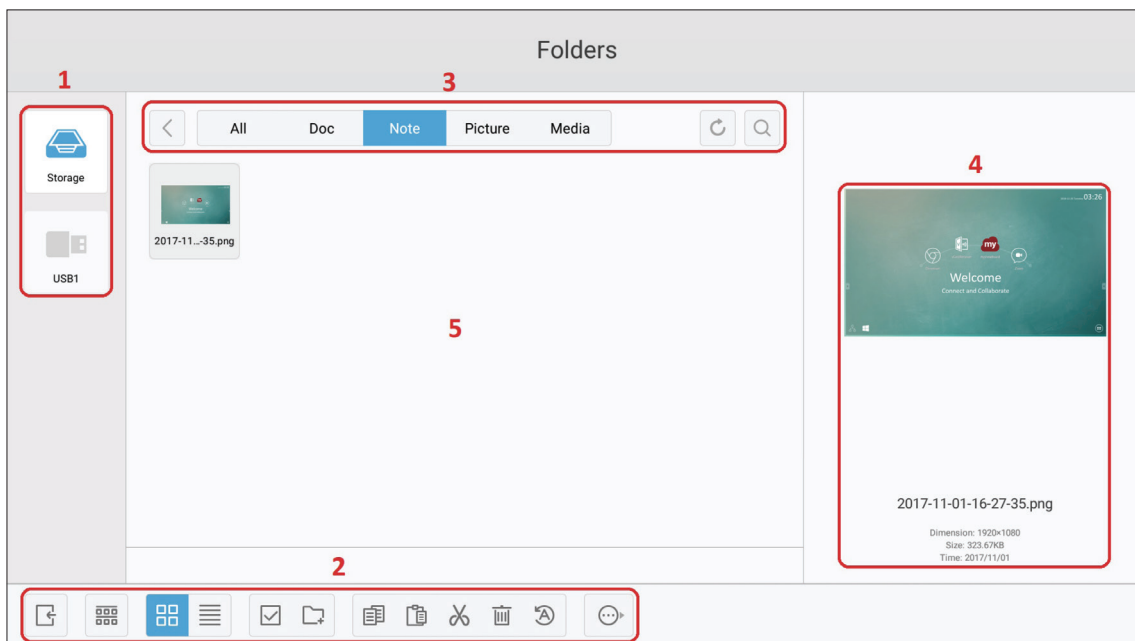 Folders
1
3
All Doc Note Picture Media
Storage
2017-11...-35.png
USB1
5
4
03:26
my
Welcome
Connect and Collaborate
2017-11-01-16-27-35.png
Dimension: 1920×1080
Size: 323.67KB
Time: 2017/11/01
2